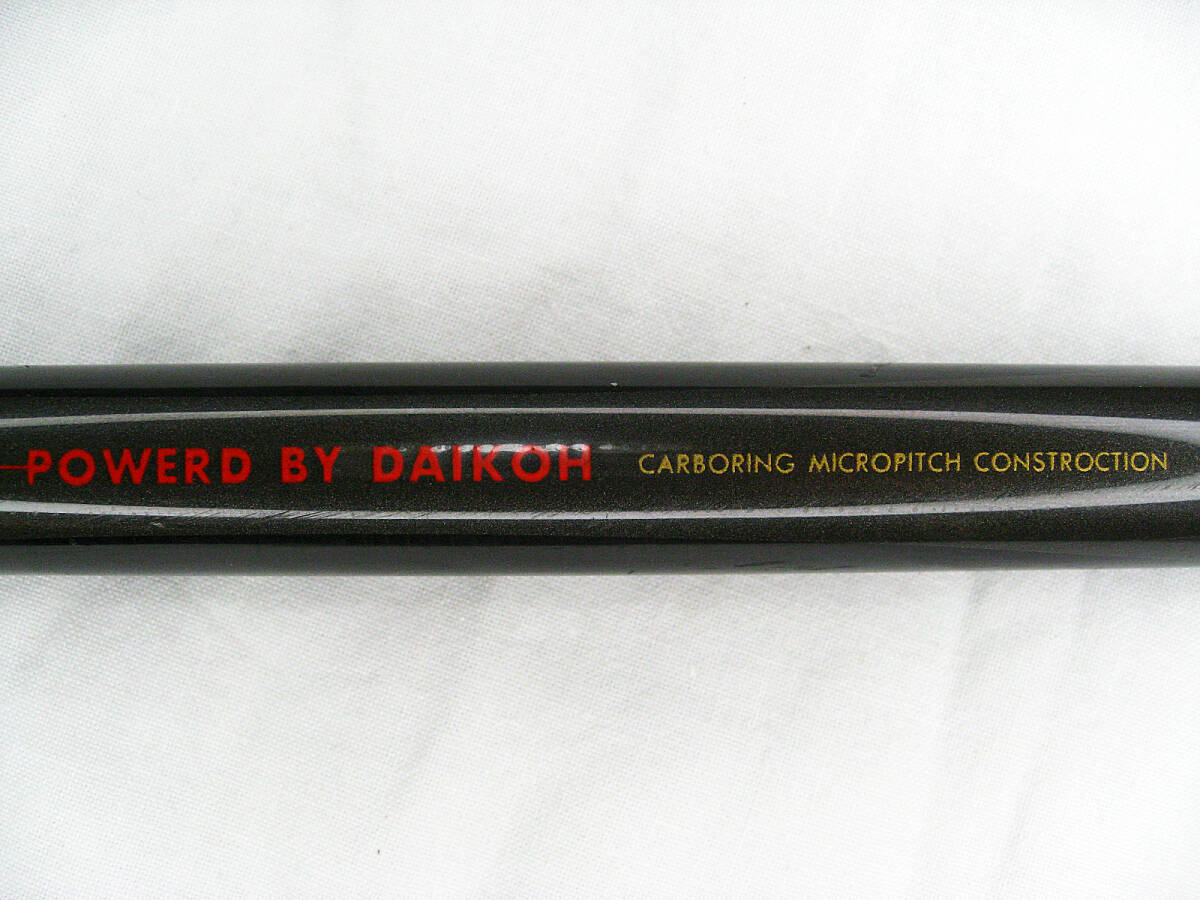 POWERD BY DAIKOH CARBORING MICROPITCH CONSTROCTION